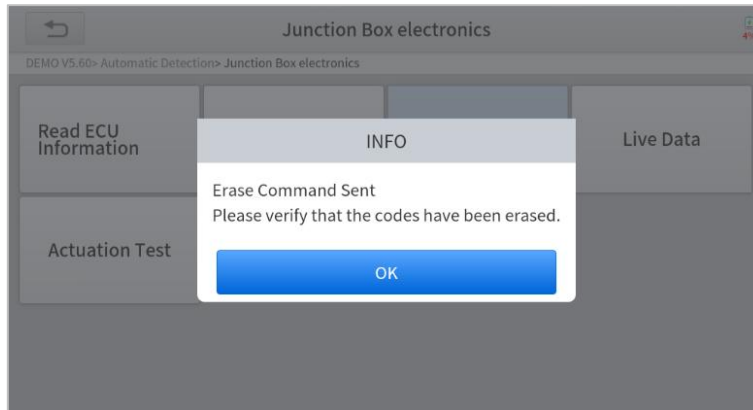 Junction Box electronics
4%
DEMO V5.60> Automatic Detection> Junction Box electronics
Read ECU
Information
Live Data
INFO
Erase Command Sent
Please verify that the codes have been erased.
OK
Actuation Test